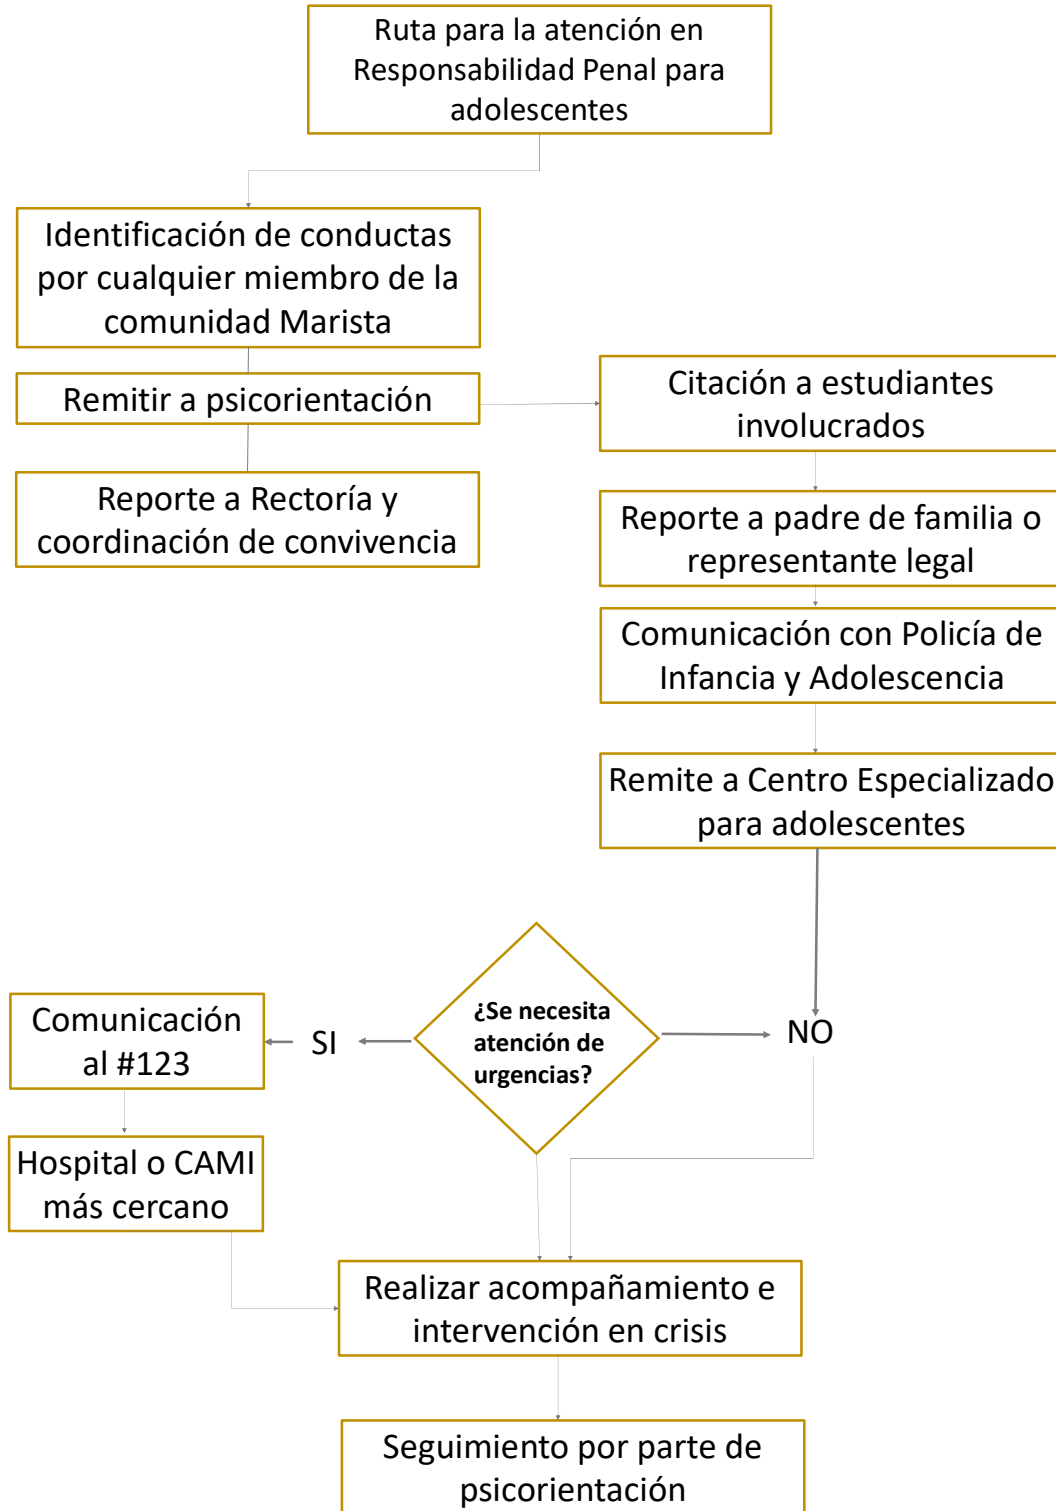 Ruta para la atención en
Responsabilidad Penal para
adolescentes
Identificación de conductas
por cualquier miembro de la
comunidad Marista
Remitir a psicorientación
Reporte a Rectoría y
coordinación de convivencia
Citación a estudiantes
involucrados
Reporte a padre de familia o
representante legal
Comunicación con Policía de
Infancia y Adolescencia
Remite a Centro Especializado
para adolescentes
¿Se necesita
atención de
urgencias?
SI
NO
Comunicación
al #123
Hospital o CAMI
más cercano
Realizar acompañamiento e
intervención en crisis
Seguimiento por parte de
psicorientación